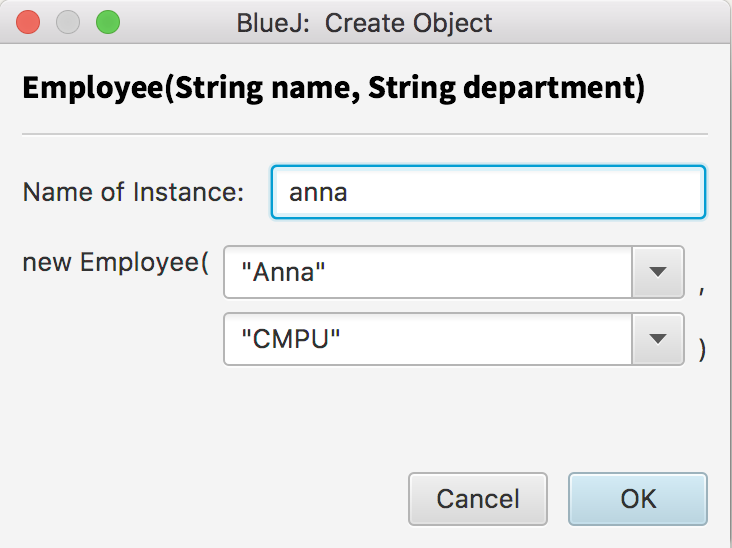 BlueJ:  Create Object
Employee(String name, String department)
Name of Instance: anna
new Employee( "Anna" ,
"CMPU" )
Cancel OK